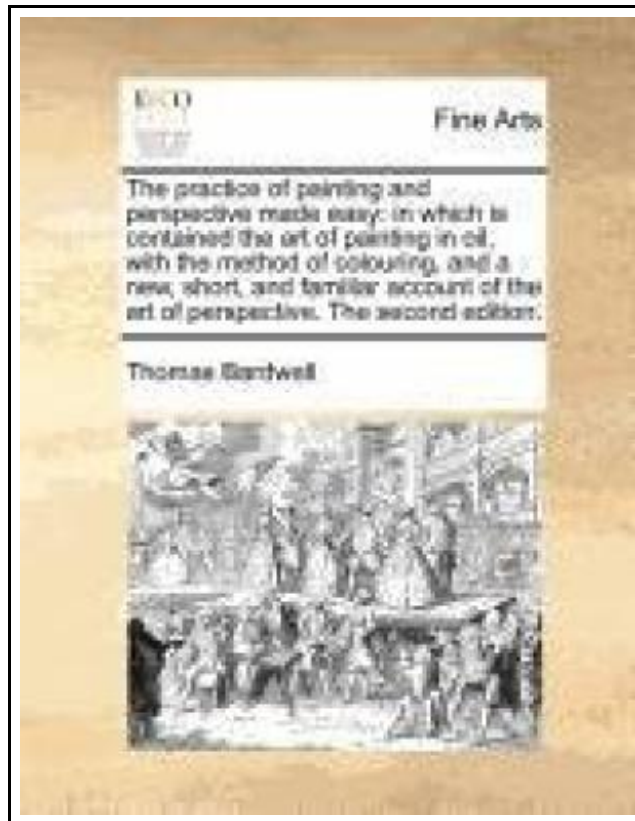 ECCO
Fine Arts
The practice of painting and
perspective made easy: in which is
contained the art of painting in oil,
with the method of colouring, and a
new, short, and familiar account of the
art of perspective. The second edition.
Thomas Bardwell